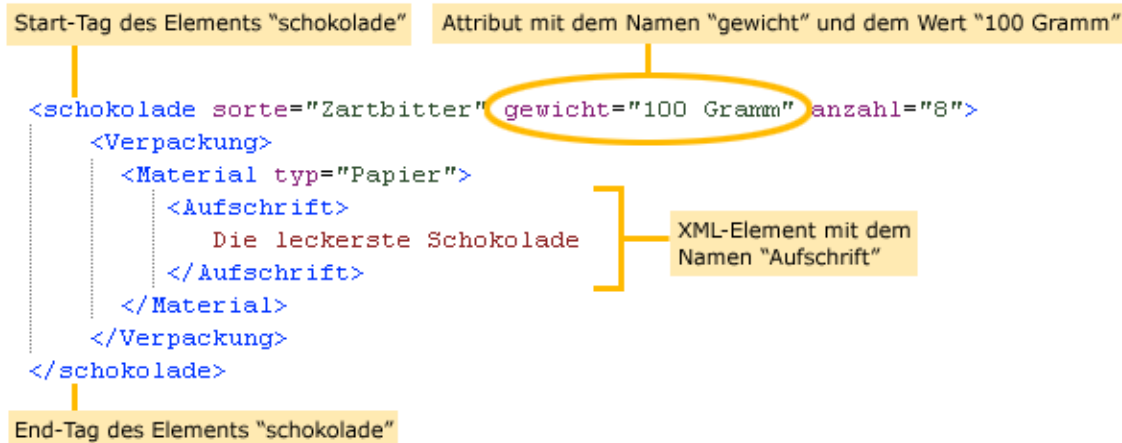 Start-Tag des Elements “schokolade”
Attribut mit dem Namen “gewicht” und dem Wert “100 Gramm”
<schokolade sorte="Zartbitter" gewicht="100 Gramm" anzahl="8">
<Verpackung>
<Material typ="Papier">
<Aufschrift>
Die leckerste Schokolade
</Aufschrift>
XML-Element mit dem
Namen “Aufschrift”
</Material>
</Verpackung>
</schokolade>
End-Tag des Elements “schokolade”